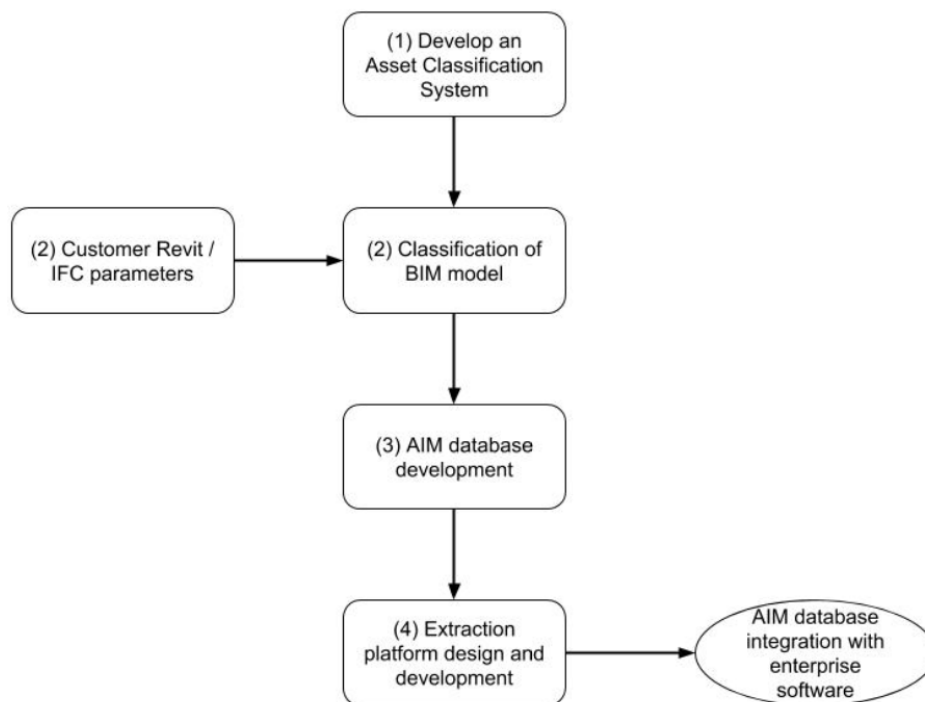 (1) Develop an
Asset Classification
System
(2) Customer Revit /
IFC parameters
(2) Classification of
BIM model
(3) AIM database
development
(4) Extraction
platform design and
development
AIM database
integration with
enterprise
software